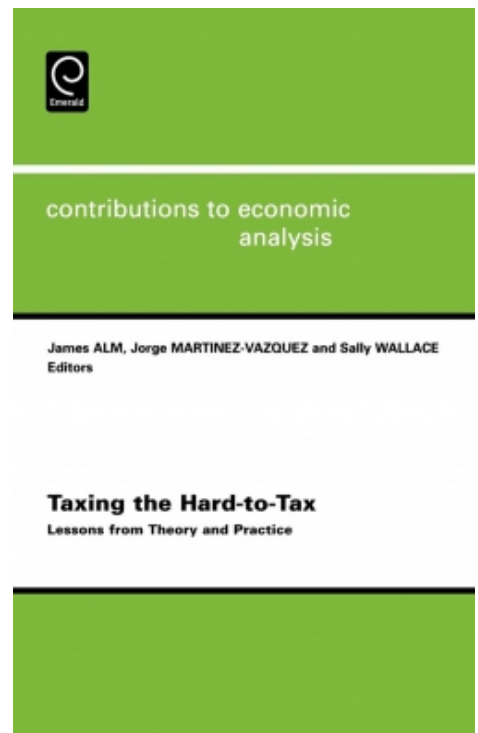 Emerald
contributions to economic
analysis
James ALM, Jorge MARTINEZ-VAZQUEZ and Sally WALLACE
Editors
Taxing the Hard-to-Tax
Lessons from Theory and Practice